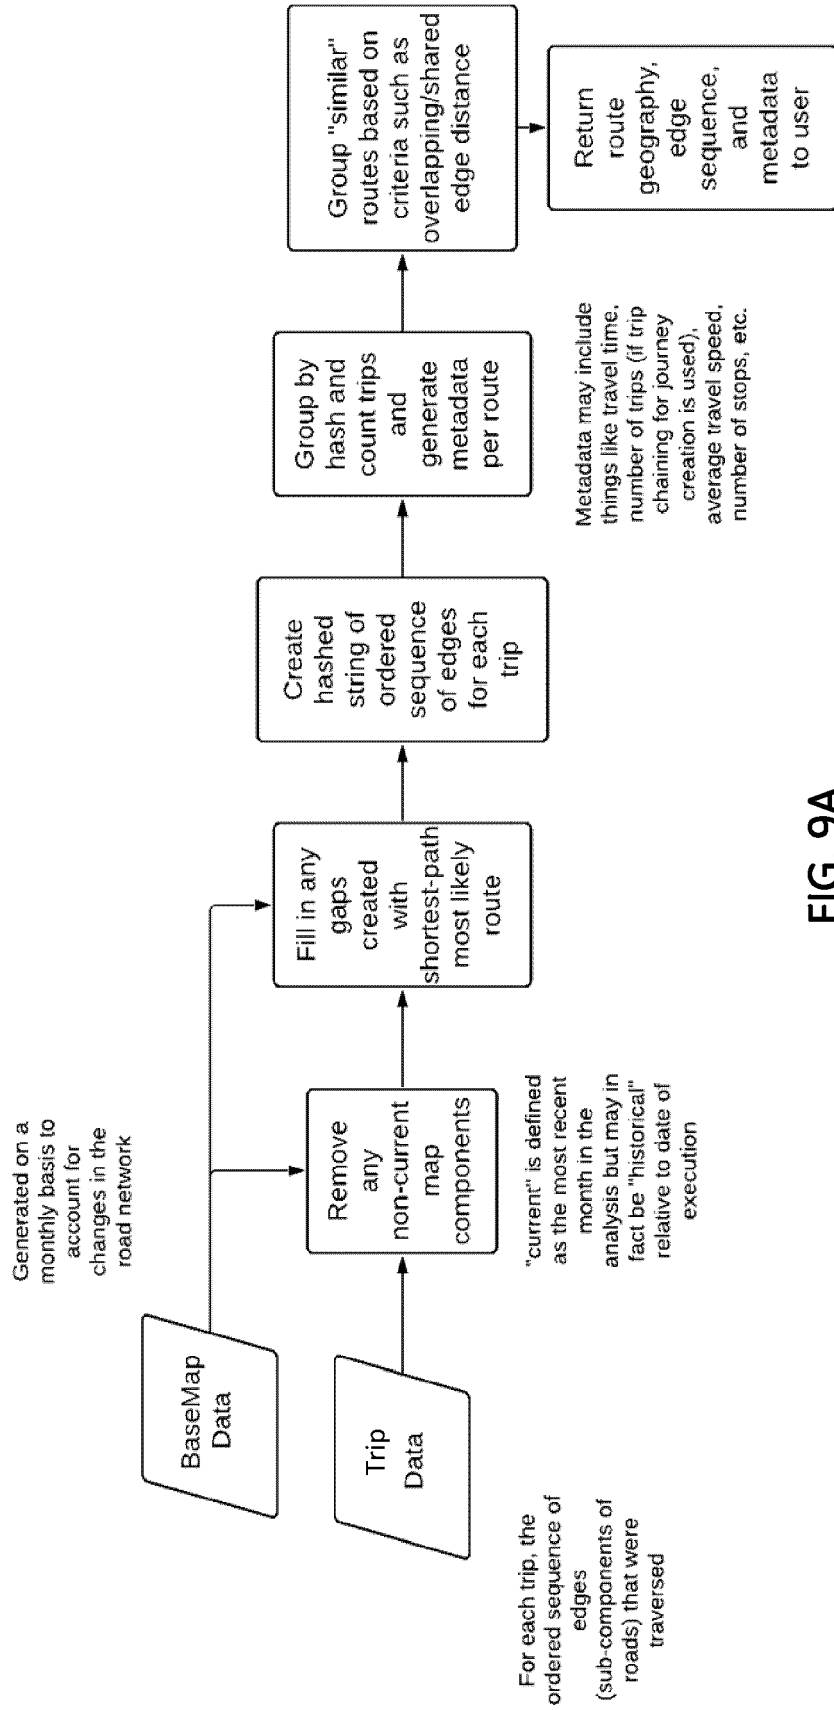 Generated on a
monthly basis to
account for
changes in the
road network
BaseMap
Data
Trip
Data
For each trip, the
ordered sequence of
edges
(sub-components of
roads) that were
traversed
Remove
any
non-current
map
components
"current" is defined
as the most recent
month in the
analysis but may in
fact be "historical"
relative to date of
execution
Fill in any
gaps
created
with
shortest-path
most likely
route
Create
hashed
string of
ordered
sequence
of edges
for each
trip
Group by
hash and
count trips
and
generate
metadata
per route
Metadata may include
things like travel time,
number of trips (if trip
chaining for journey
creation is used),
average travel speed,
number of stops, etc.
Group "similar"
routes based on
criteria such as
overlapping/shared
edge distance
Return
route
geography,
edge
sequence,
and
metadata
to user
FIG. 9A